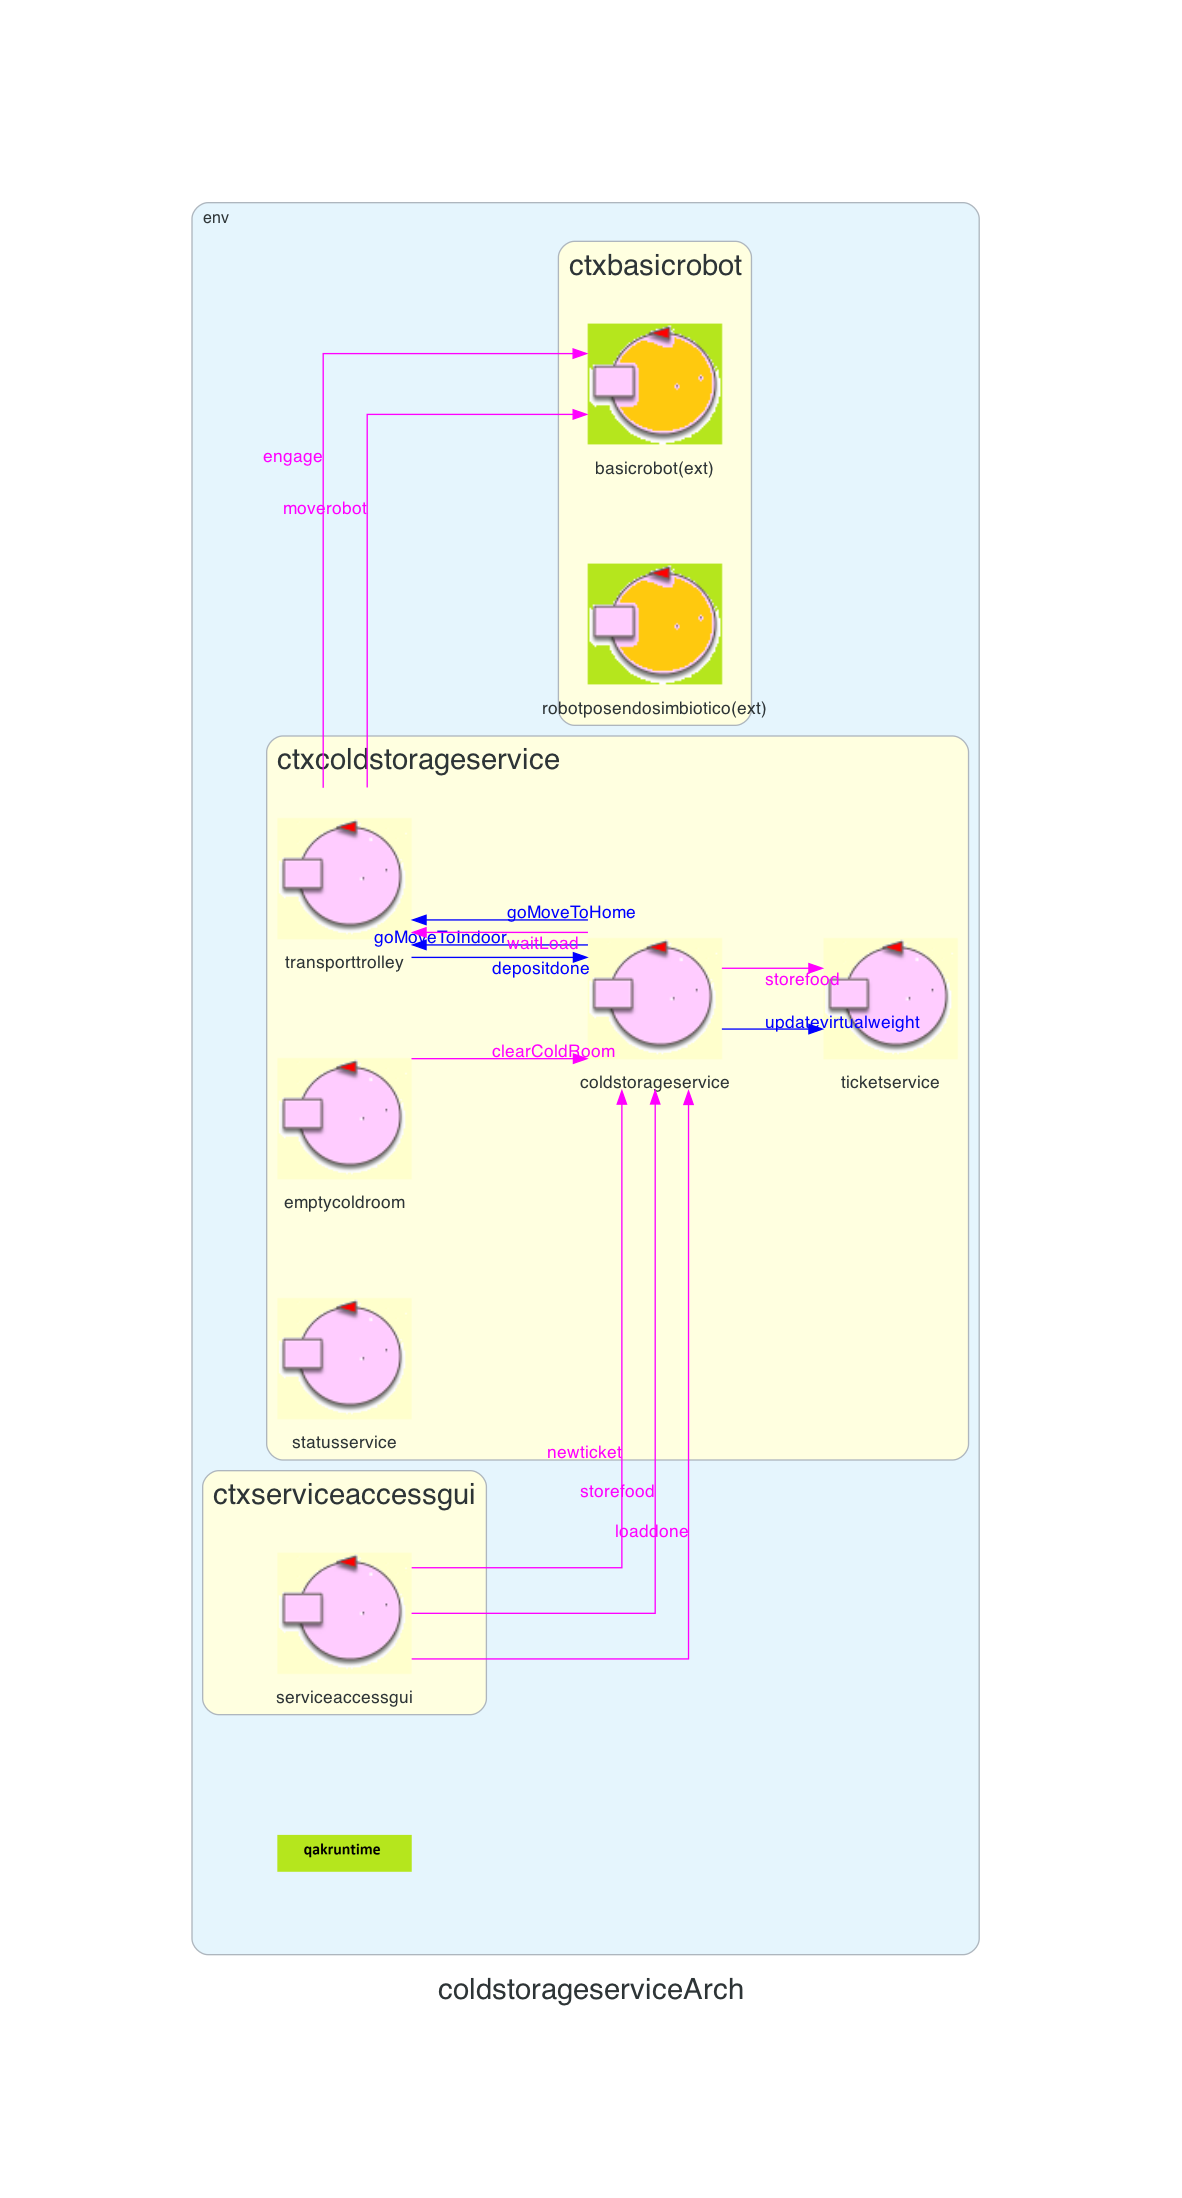 env
ctxbasicrobot
engage
basicrobot(ext)
moverobot
robotposendosimbiotico(ext)
ctxcoldstorageservice
goMoveToHome
goMoveToIndoor
waitLoad
transporttrolley
depositdone
storefood
updatevirtualweight
clearColdRoom
coldstorageservice
ticketservice
emptycoldroom
statusservice
newticket
storefood
loaddone
ctxserviceaccessgui
serviceaccessgui
qakruntime
coldstorageserviceArch